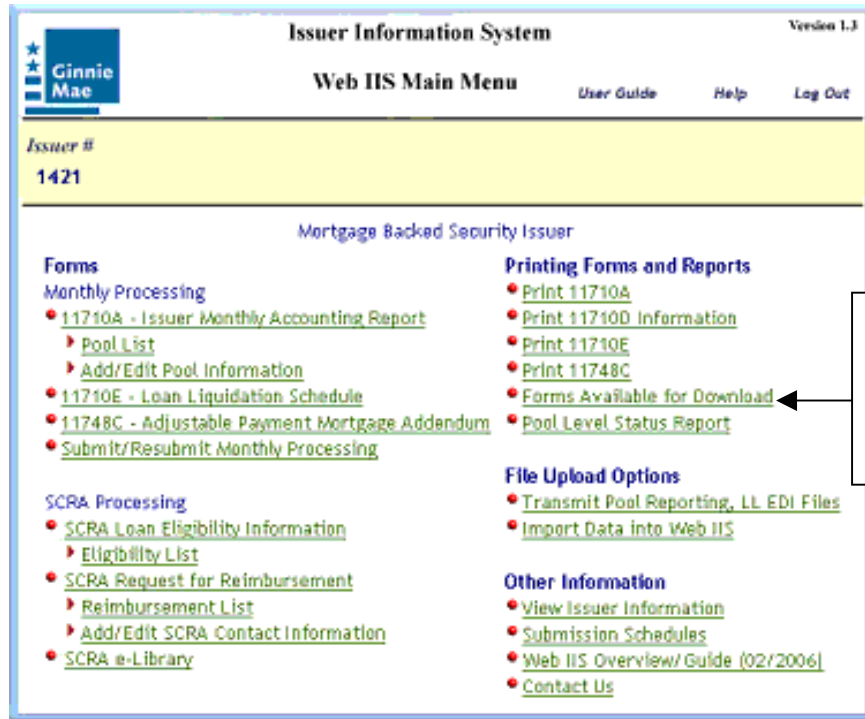 Issuer Information System
Version 1.3
Ginnie
Mae
Web IIS Main Menu
User Guide
Help
Log Out
Issuer #
1421
Mortgage Backed Security Issuer
Forms
Monthly Processing
11710A - Issuer Monthly Accounting Report
Pool List
Add/Edit Pool Information
11710E - Loan Liquidation Schedule
11748C - Adjustable Payment Mortgage Addendum
Submit/Resubmit Monthly Processing
SCRA Processing
SCRA Loan Eligibility Information
Eligibility List
SCRA Request for Reimbursement
Reimbursement List
Add/Edit SCRA Contact Information
SCRA e-Library
Printing Forms and Reports
Print 11710A
Print 11710D Information
Print 11710E
Print 11748C
Forms Available for Download
Pool Level Status Report
File Upload Options
Transmit Pool Reporting, LL EDI Files
Import Data into Web IIS
Other Information
View Issuer Information
Submission Schedules
Web IIS Overview/Guide (02/2006)
Contact Us